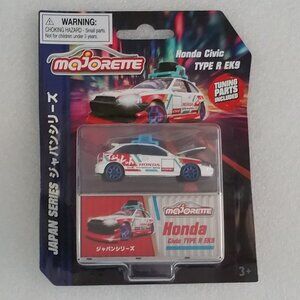 WARNING:
CHOKING HAZARD - Small parts.
Not for children under 3 years.
majorette
Honda Civic
TYPE R EK9
TUNING
PARTS
INCLUDED
JAPAN SERIES ジャパンシリーズ
HONDA
majorette
Honda
Civic TYPE R EK9
ジャパンシリーズ
3+